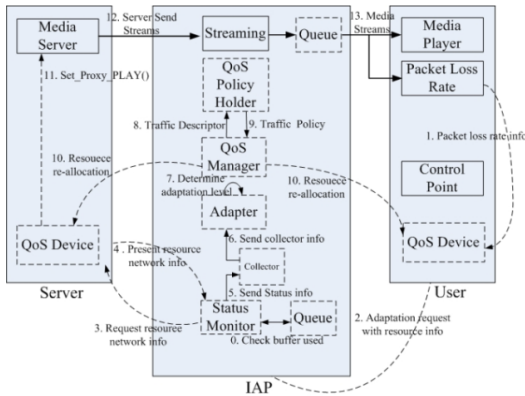 12. Server Send
Streams
13. Media
Streams
Media
Server
Streaming
Queue
Media
Player
11. Set_Proxy_PLAY()
QoS
Policy
Holder
Packet Loss
Rate
8. Traffic Descriptor
9. Traffic Policy
1. Packet loss rate info
10. Resouece
re-allocation
QoS
Manager
7. Determine
adaptation level
10. Resouece
re-allocation
Control
Point
Adapter
QoS Device
4 . Present resource
network info
6. Send collector info
Collector
QoS Device
5. Send Status info
Server
User
3. Request resource
network info
Status
Monitor
Queue
0. Check buffer used
2. Adaptation request
with resource info
IAP